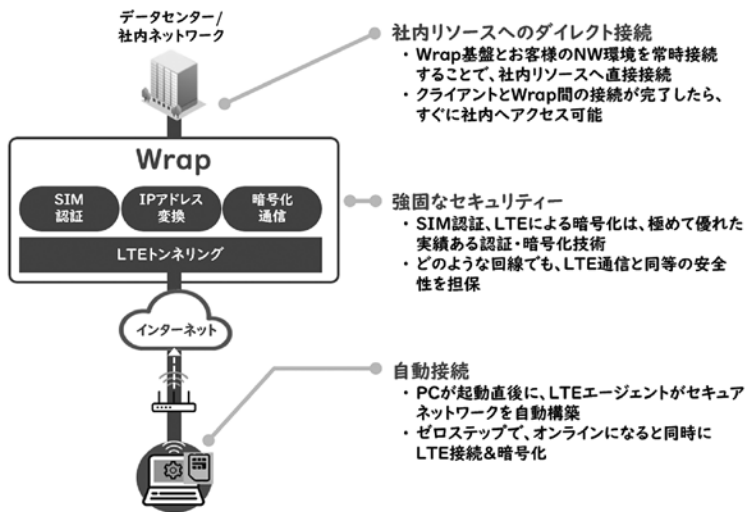 データセンター/
社内ネットワーク
Wrap
SIM
認証
IPアドレス
変換
暗号化
通信
LTEトンネリング
インターネット
社内リソースへのダイレクト接続
・Wrap基盤とお客様のNW環境を常時接続
することで、社内リソースへ直接接続
・クライアントとWrap間の接続が完了したら、
すぐに社内へアクセス可能
強固なセキュリティー
・SIM認証、LTEによる暗号化は、極めて優れた
実績ある認証・暗号化技術
・どのような回線でも、LTE通信と同等の安全
性を担保
自動接続
・PCが起動直後に、LTEエージェントがセキュア
ネットワークを自動構築
・ゼロステップで、オンラインになると同時に
LTE接続&暗号化